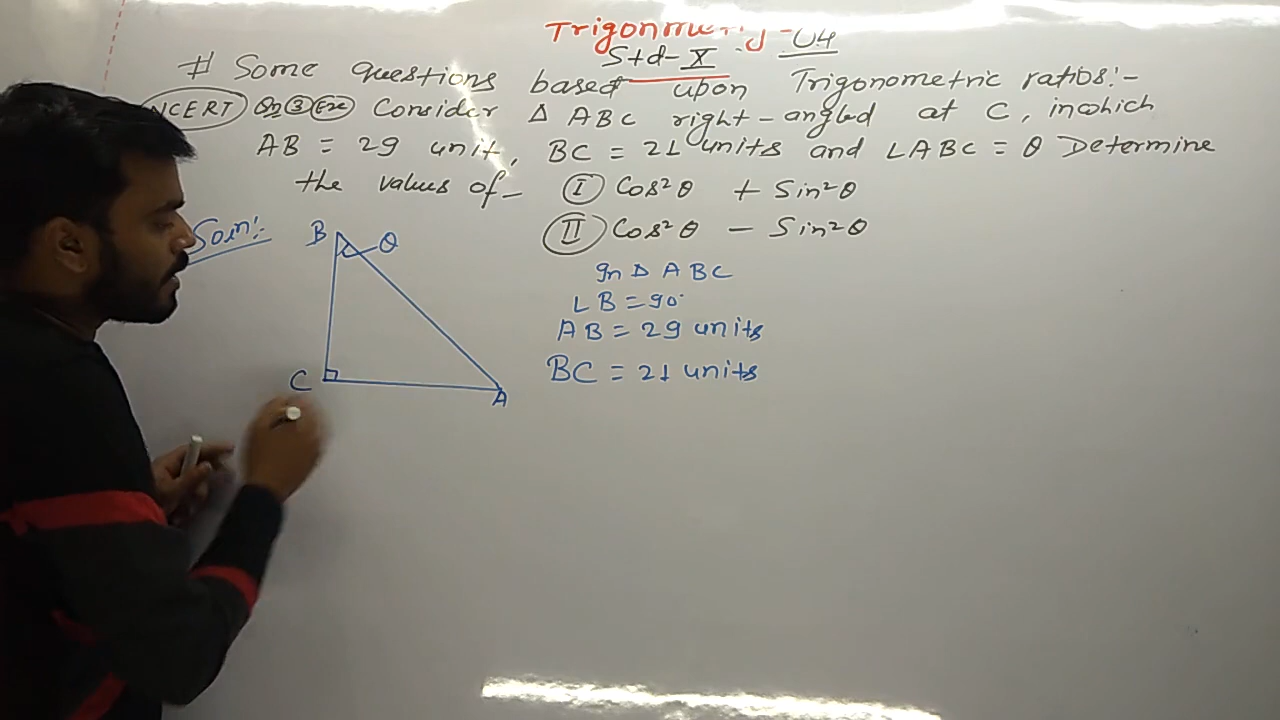 Trigonometry-04
Std-X
# Some questions based upon Trigonometric ratios:-
NCERT Qn ③ Exe Consider Δ ABC right-angled at C, in which
AB = 29 unit, BC = 21 units and ∠ABC = θ Determine
the values of- Ⓘ Cos²θ + Sin²θ
Ⅱ Cos²θ - Sin²θ
Soln:-
B θ
In Δ ABC
∠B = 90°
AB = 29 units
BC = 21 units
C A